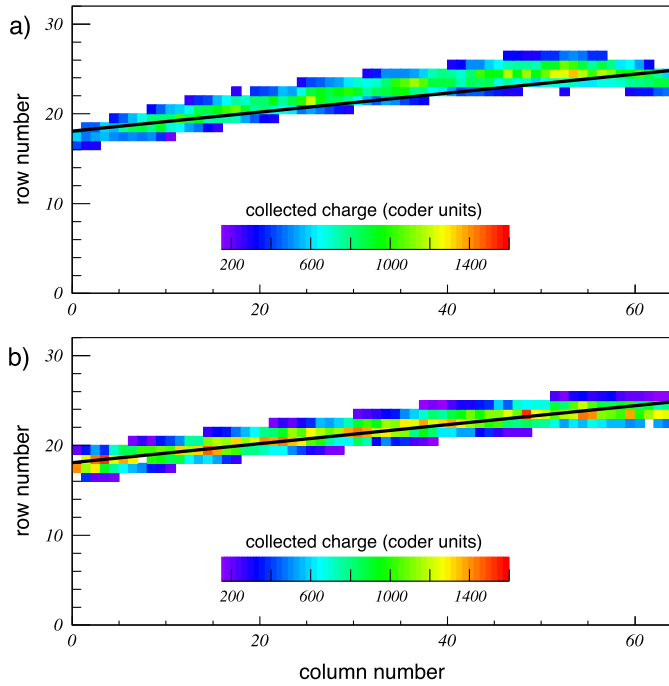 a)
30
20
10
0
row number
collected charge (coder units)
200 600 1000 1400
0 20 40 60
b)
30
20
10
0
row number
collected charge (coder units)
200 600 1000 1400
0 20 40 60
column number